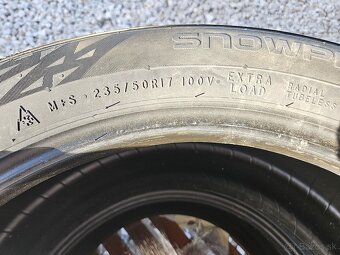 SNOWP
M+S • 235/50R17 100V • EXTRA LOAD RADIAL TUBELESS